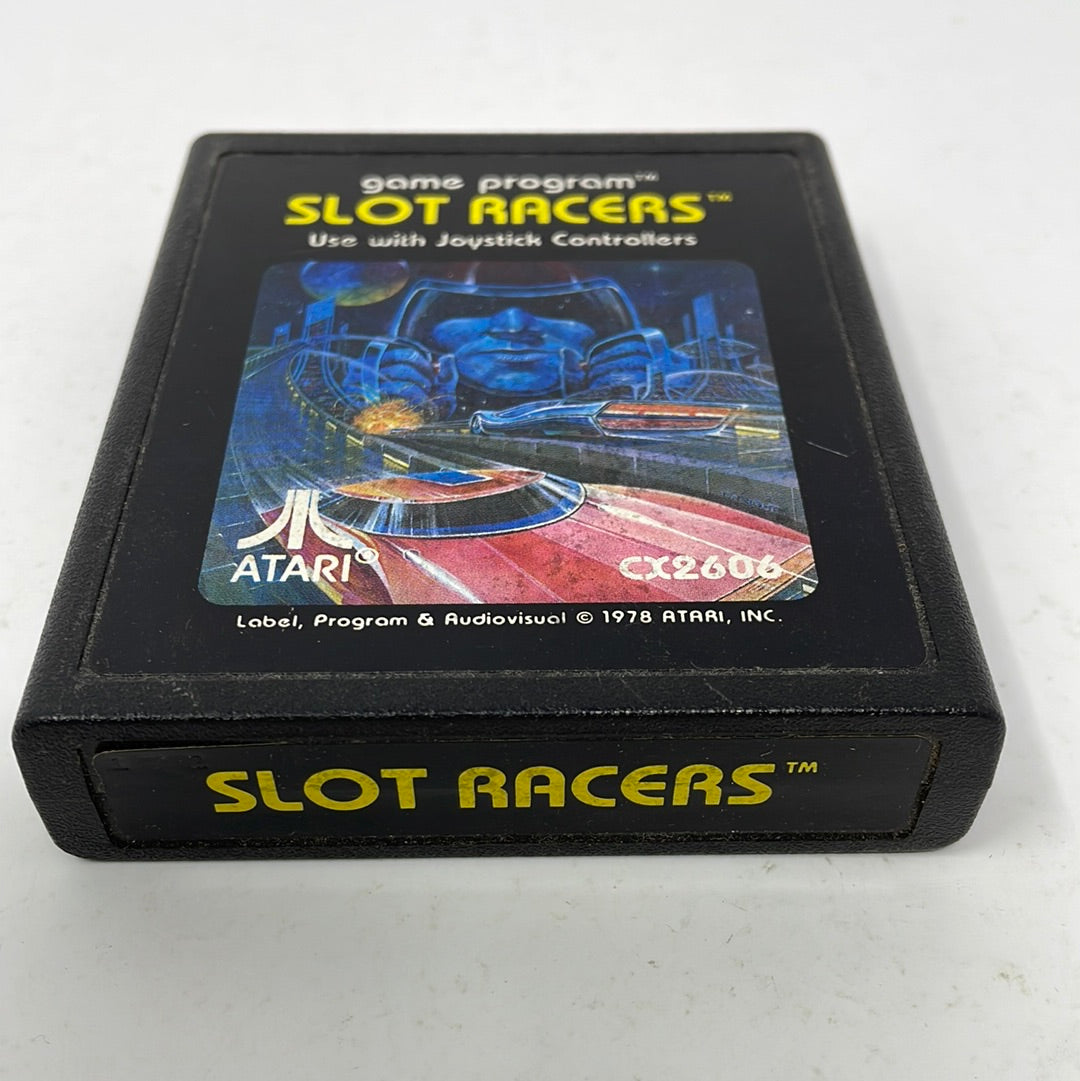 game program™
SLOT RACERS™
Use with Joystick Controllers
ATARI®
CX2606
Label, Program & Audiovisual © 1978 ATARI, INC.
SLOT RACERS™